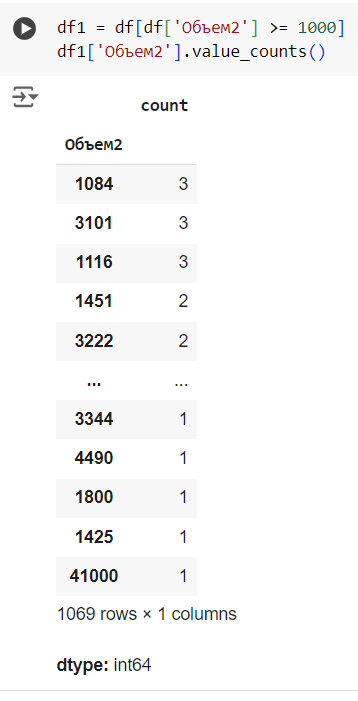 df1 = df[df['Объем2'] >= 1000]
df1['Объем2'].value_counts()
count
Объем2
1084 3
3101 3
1116 3
1451 2
3222 2
... ...
3344 1
4490 1
1800 1
1425 1
41000 1
1069 rows × 1 columns
dtype: int64